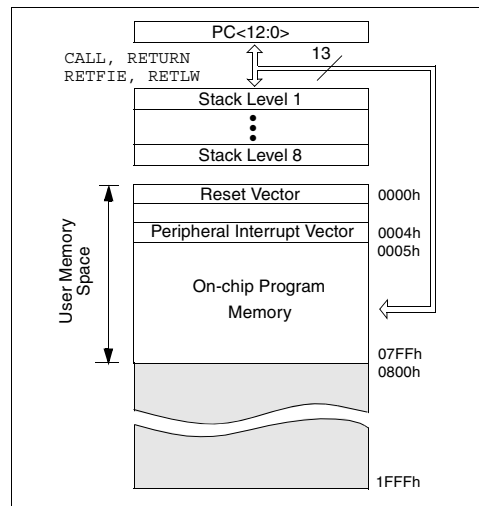 PC<12:0>
CALL, RETURN
RETFIE, RETLW
13
Stack Level 1
Stack Level 8
User Memory
Space
Reset Vector
0000h
Peripheral Interrupt Vector
0004h
0005h
On-chip Program
Memory
07FFh
0800h
1FFFh